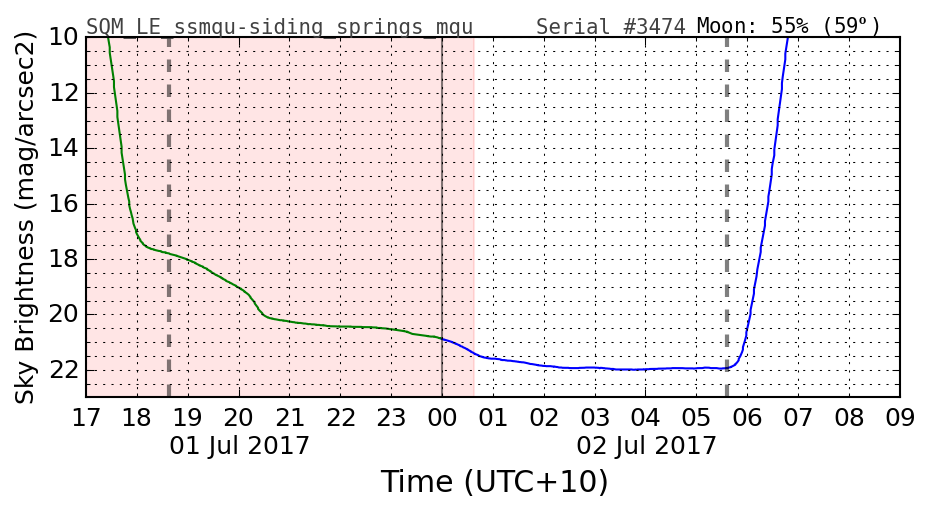 SQM_LE_ssmqu-siding_springs_mqu Serial #3474 Moon: 55% (59°)
Sky Brightness (mag/arcsec2)
10
12
14
16
18
20
22
17 18 19 20 21 22 23 00 01 02 03 04 05 06 07 08 09
01 Jul 2017 02 Jul 2017
Time (UTC+10)